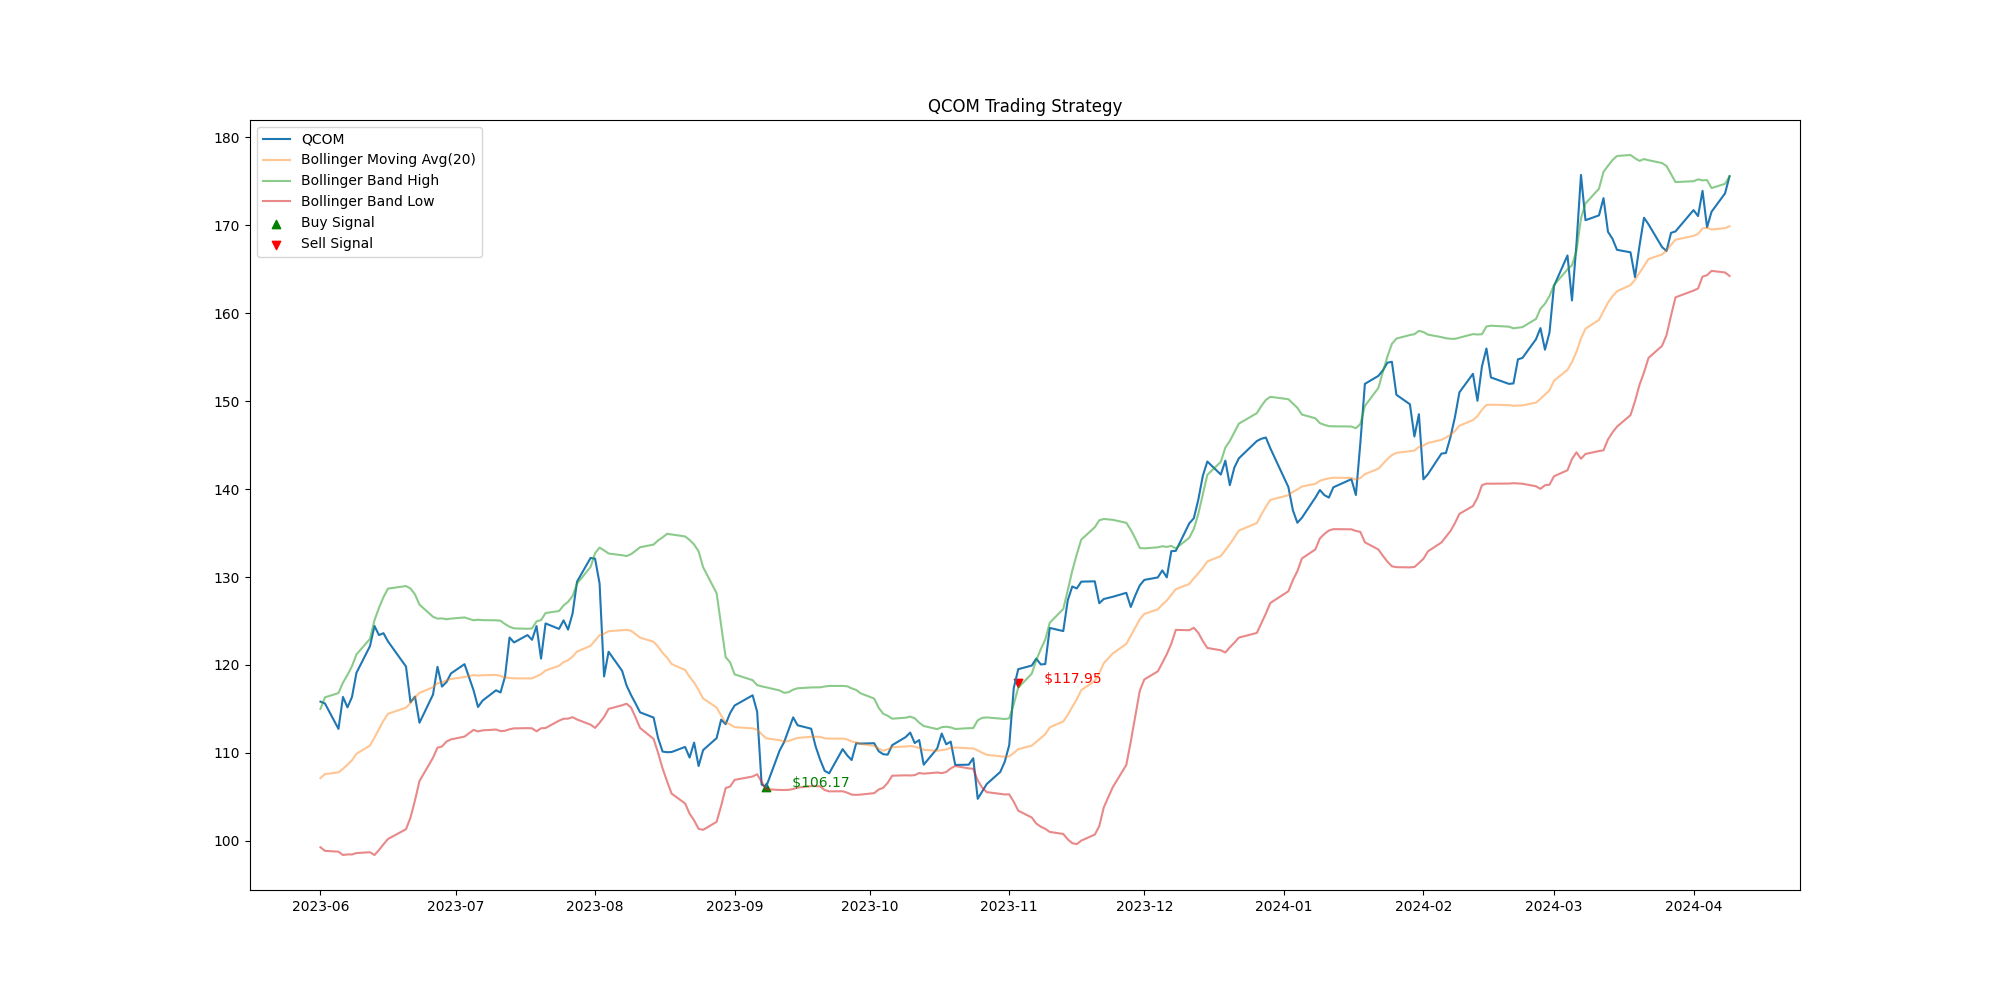 QCOM Trading Strategy
180
170
160
150
140
130
120
110
100
QCOM
Bollinger Moving Avg(20)
Bollinger Band High
Bollinger Band Low
Buy Signal
Sell Signal
$117.95
$106.17
2023-06 2023-07 2023-08 2023-09 2023-10 2023-11 2023-12 2024-01 2024-02 2024-03 2024-04